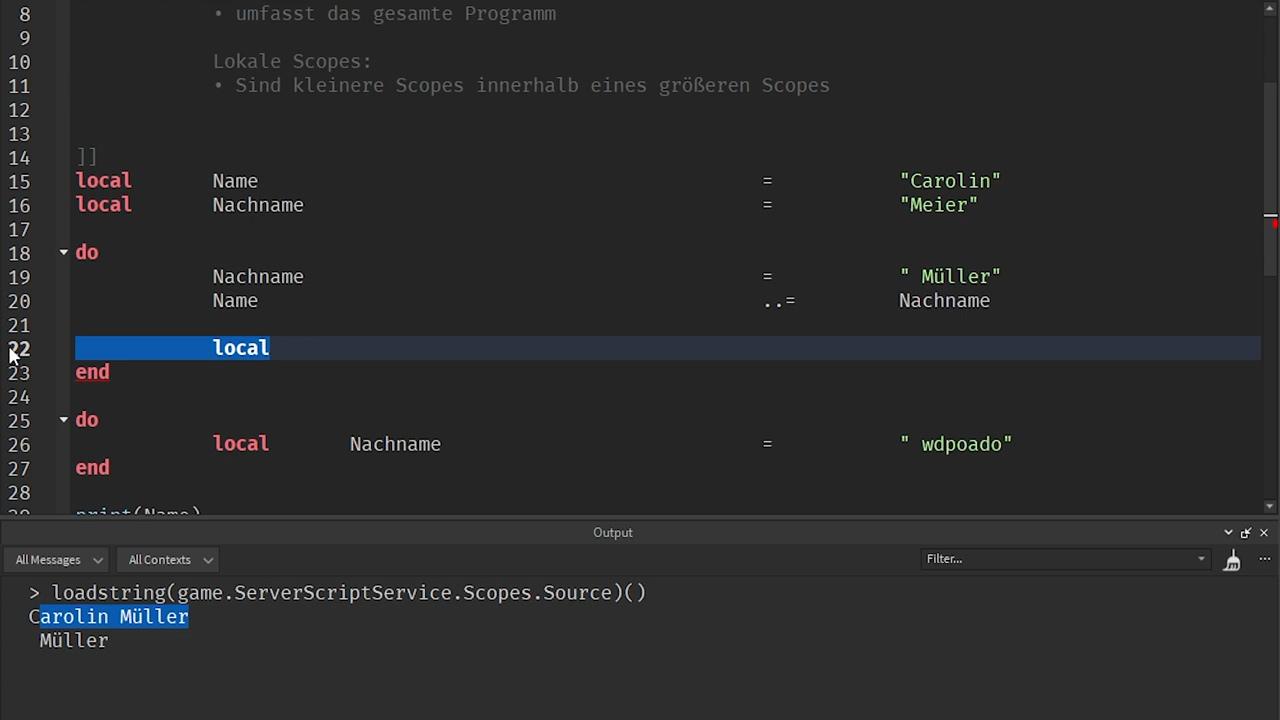 8 • umfasst das gesamte Programm
9
10 Lokale Scopes:
11 • Sind kleinere Scopes innerhalb eines größeren Scopes
12
13
14 ]]
15 local Name = "Carolin"
16 local Nachname = "Meier"
17
18 do
19 Nachname = " Müller"
20 Name ..= Nachname
21
22 local
23 end
24
25 do
26 local Nachname = " wdpoado"
27 end
28
29 print(Name)
Output
All Messages All Contexts Filter...
> loadstring(game.ServerScriptService.Scopes.Source)()
Carolin Müller
Müller